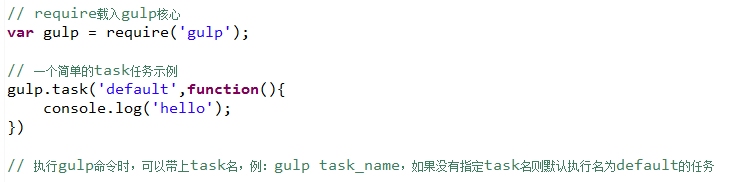 // require载入gulp核心
var gulp = require('gulp');
// 一个简单的task任务示例
gulp.task('default',function(){
    console.log('hello');
})
// 执行gulp命令时，可以带上task名，例：gulp task_name，如果没有指定task名则默认执行名为default的任务